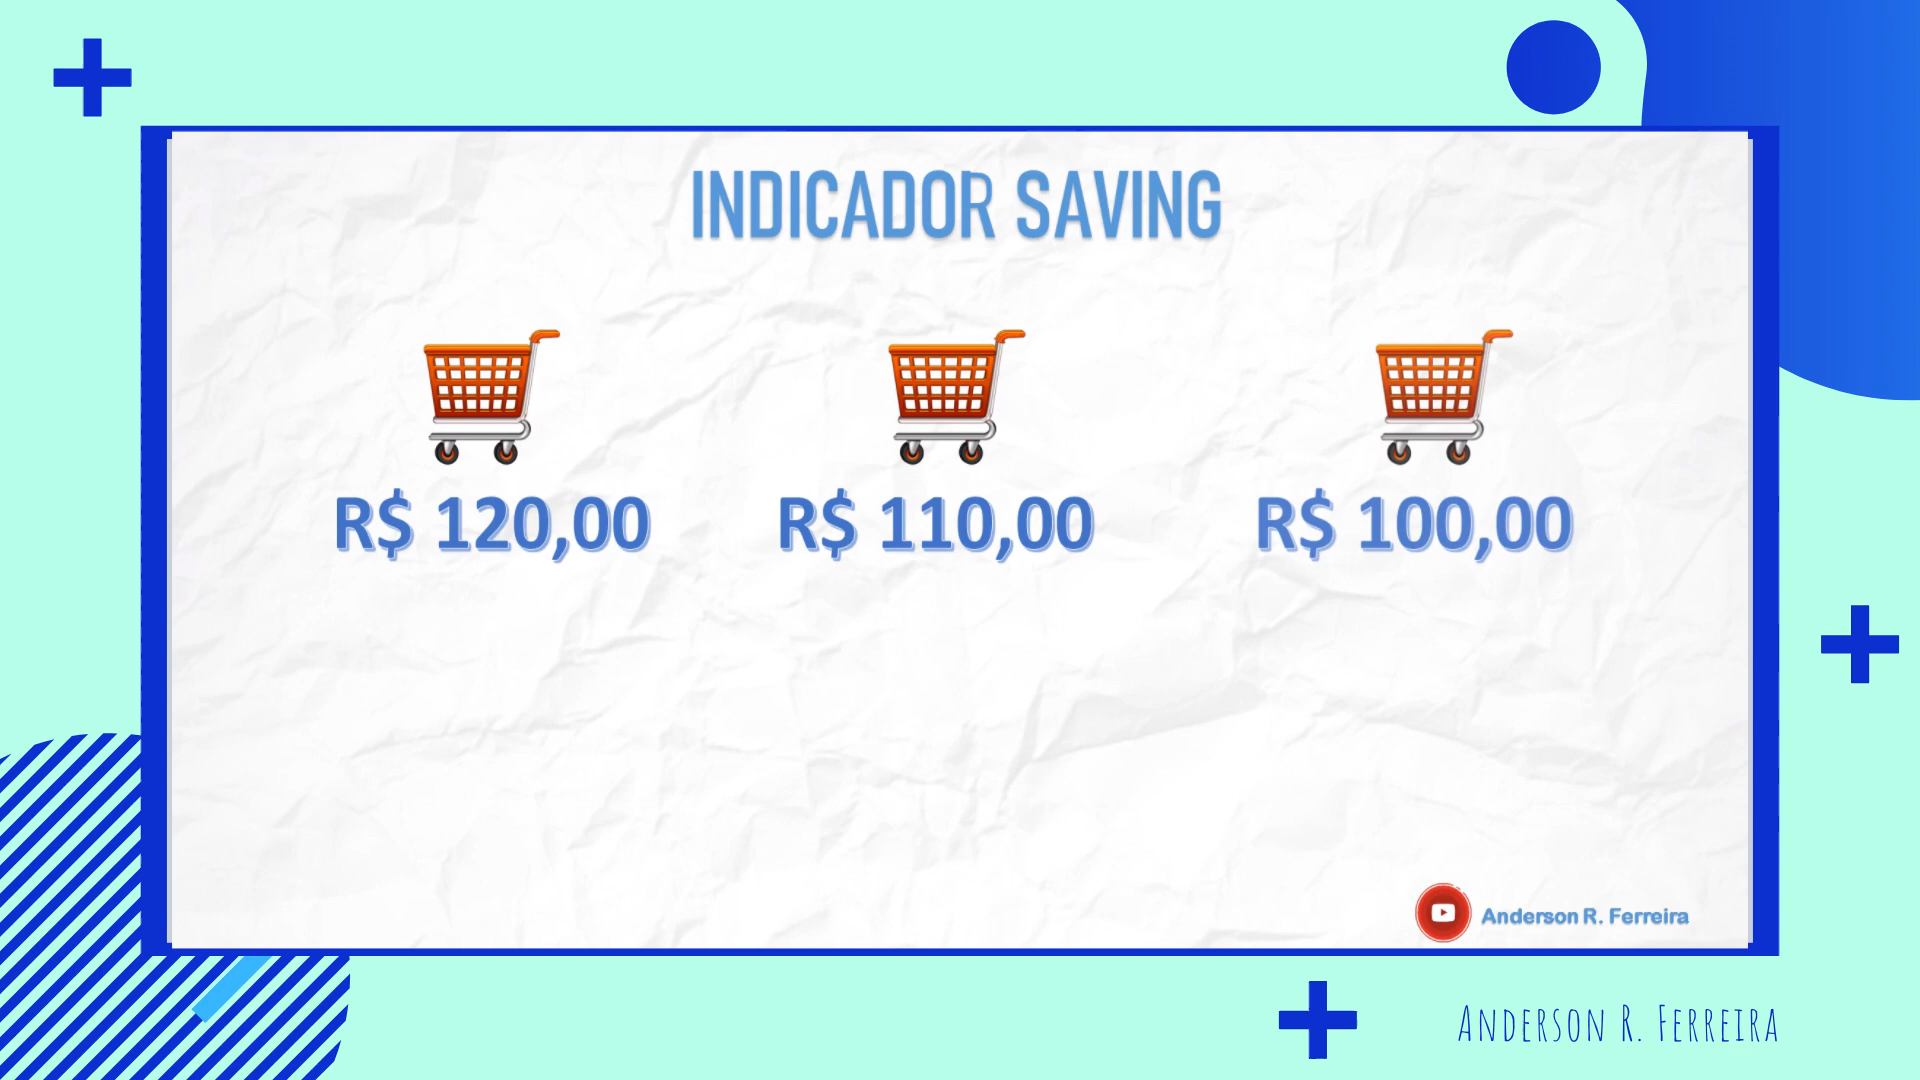 INDICADOR SAVING
R$ 120,00 R$ 110,00 R$ 100,00
Anderson R. Ferreira
ANDERSON R. FERREIRA